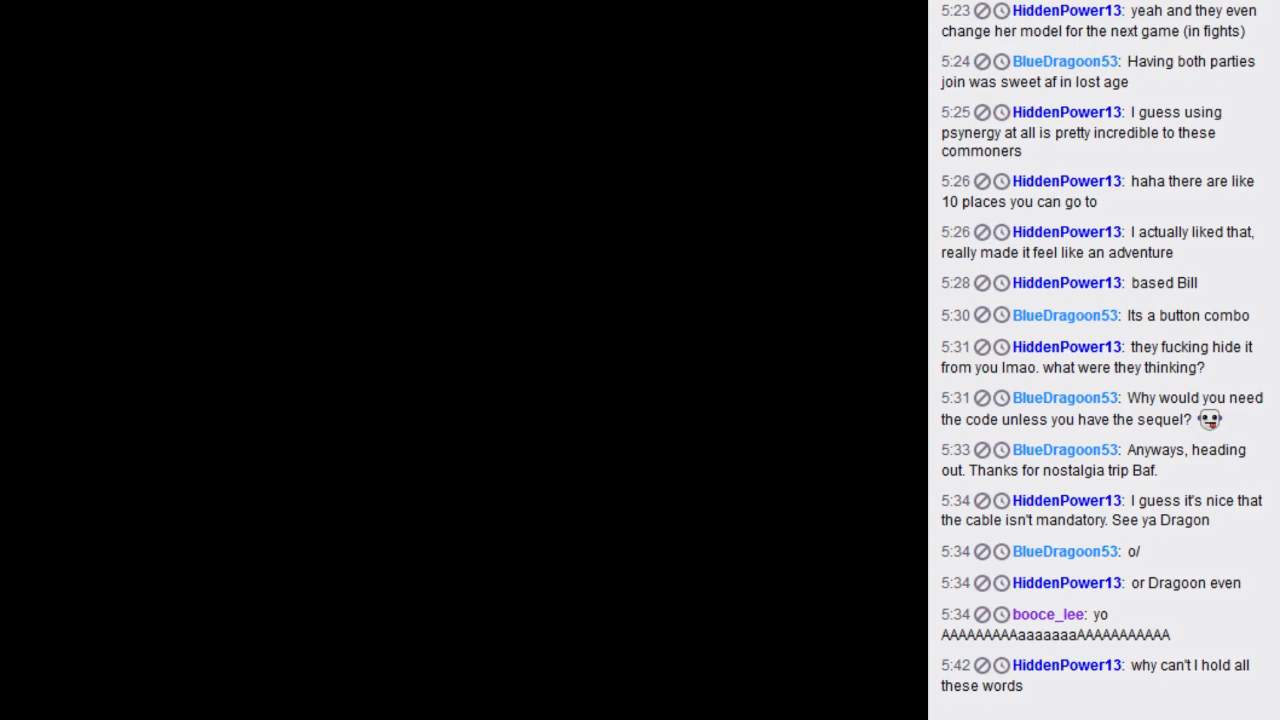 5:23 HiddenPower13: yeah and they even
change her model for the next game (in fights)
5:24 BlueDragoon53: Having both parties
join was sweet af in lost age
5:25 HiddenPower13: I guess using
psynergy at all is pretty incredible to these
commoners
5:26 HiddenPower13: haha there are like
10 places you can go to
5:26 HiddenPower13: I actually liked that,
really made it feel like an adventure
5:28 HiddenPower13: based Bill
5:30 BlueDragoon53: Its a button combo
5:31 HiddenPower13: they fucking hide it
from you lmao. what were they thinking?
5:31 BlueDragoon53: Why would you need
the code unless you have the sequel?
5:33 BlueDragoon53: Anyways, heading
out. Thanks for nostalgia trip Baf.
5:34 HiddenPower13: I guess it's nice that
the cable isn't mandatory. See ya Dragon
5:34 BlueDragoon53: o/
5:34 HiddenPower13: or Dragoon even
5:34 booce_lee: yo
AAAAAAAAAaaaaaaaAAAAAAAAAAA
5:42 HiddenPower13: why can't I hold all
these words